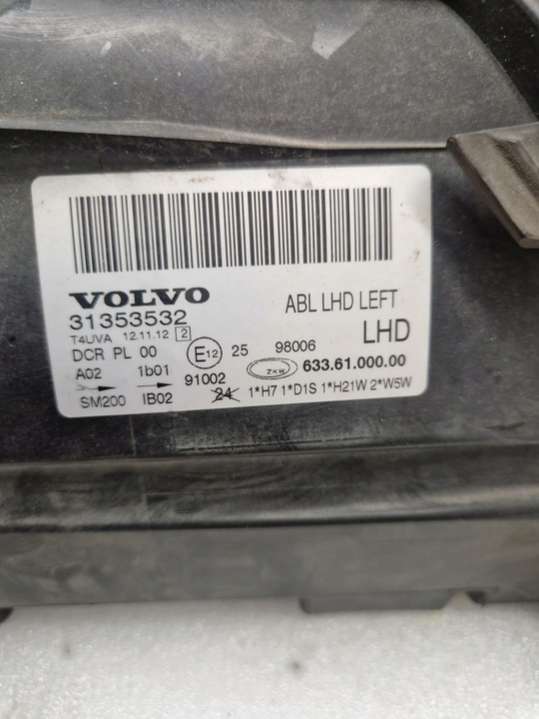 VOLVO
31353532
ABL LHD LEFT
T4UVA 12.11.12 2
LHD
DCR PL 00 E12 25 98006
A02 1b01 91002 ZKW 633.61.000.00
SM200 IB02 24 1*H7 1*D1S 1*H21W 2*W5W